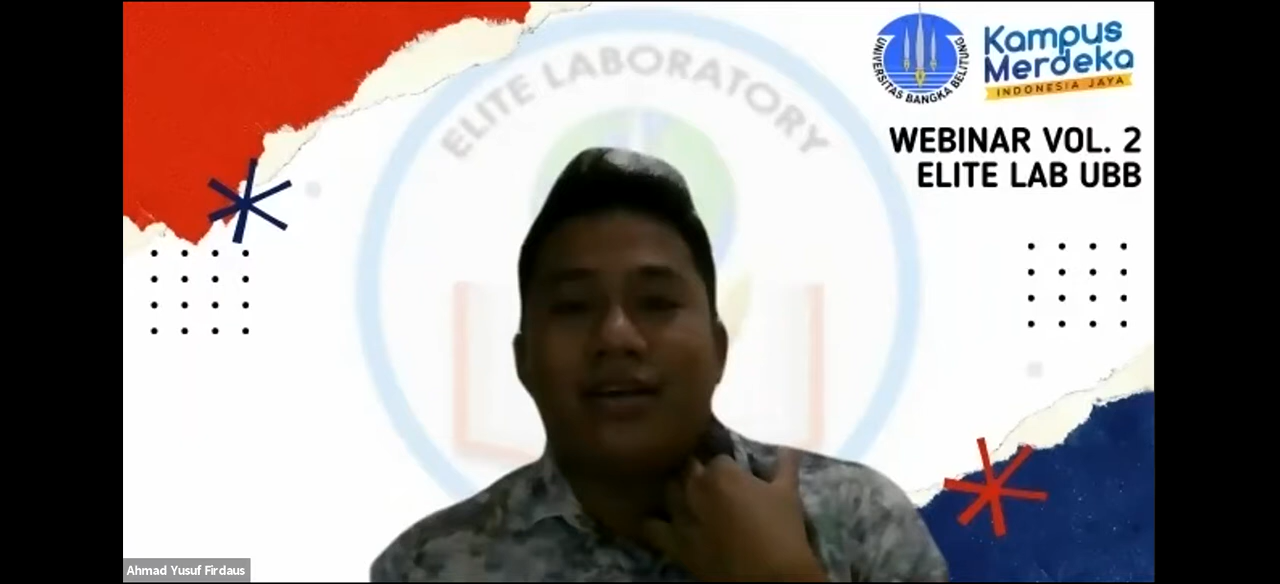 ELITE LABORATORY
UNIVERSITAS BANGKA BELITUNG
Kampus
Merdeka
INDONESIA JAYA
WEBINAR VOL. 2
ELITE LAB UBB
Ahmad Yusuf Firdaus